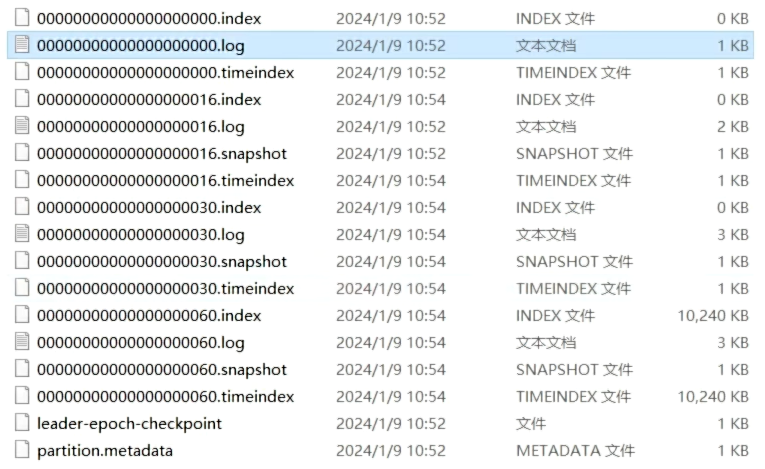 00000000000000000000.index 2024/1/9 10:52 INDEX 文件 0 KB
00000000000000000000.log 2024/1/9 10:52 文本文档 1 KB
00000000000000000000.timeindex 2024/1/9 10:52 TIMEINDEX 文件 1 KB
00000000000000000016.index 2024/1/9 10:54 INDEX 文件 0 KB
00000000000000000016.log 2024/1/9 10:52 文本文档 2 KB
00000000000000000016.snapshot 2024/1/9 10:52 SNAPSHOT 文件 1 KB
00000000000000000016.timeindex 2024/1/9 10:54 TIMEINDEX 文件 1 KB
00000000000000000030.index 2024/1/9 10:54 INDEX 文件 0 KB
00000000000000000030.log 2024/1/9 10:54 文本文档 3 KB
00000000000000000030.snapshot 2024/1/9 10:54 SNAPSHOT 文件 1 KB
00000000000000000030.timeindex 2024/1/9 10:54 TIMEINDEX 文件 1 KB
00000000000000000060.index 2024/1/9 10:54 INDEX 文件 10,240 KB
00000000000000000060.log 2024/1/9 10:54 文本文档 3 KB
00000000000000000060.snapshot 2024/1/9 10:54 SNAPSHOT 文件 1 KB
00000000000000000060.timeindex 2024/1/9 10:54 TIMEINDEX 文件 10,240 KB
leader-epoch-checkpoint 2024/1/9 10:52 文件 1 KB
partition.metadata 2024/1/9 10:52 METADATA 文件 1 KB